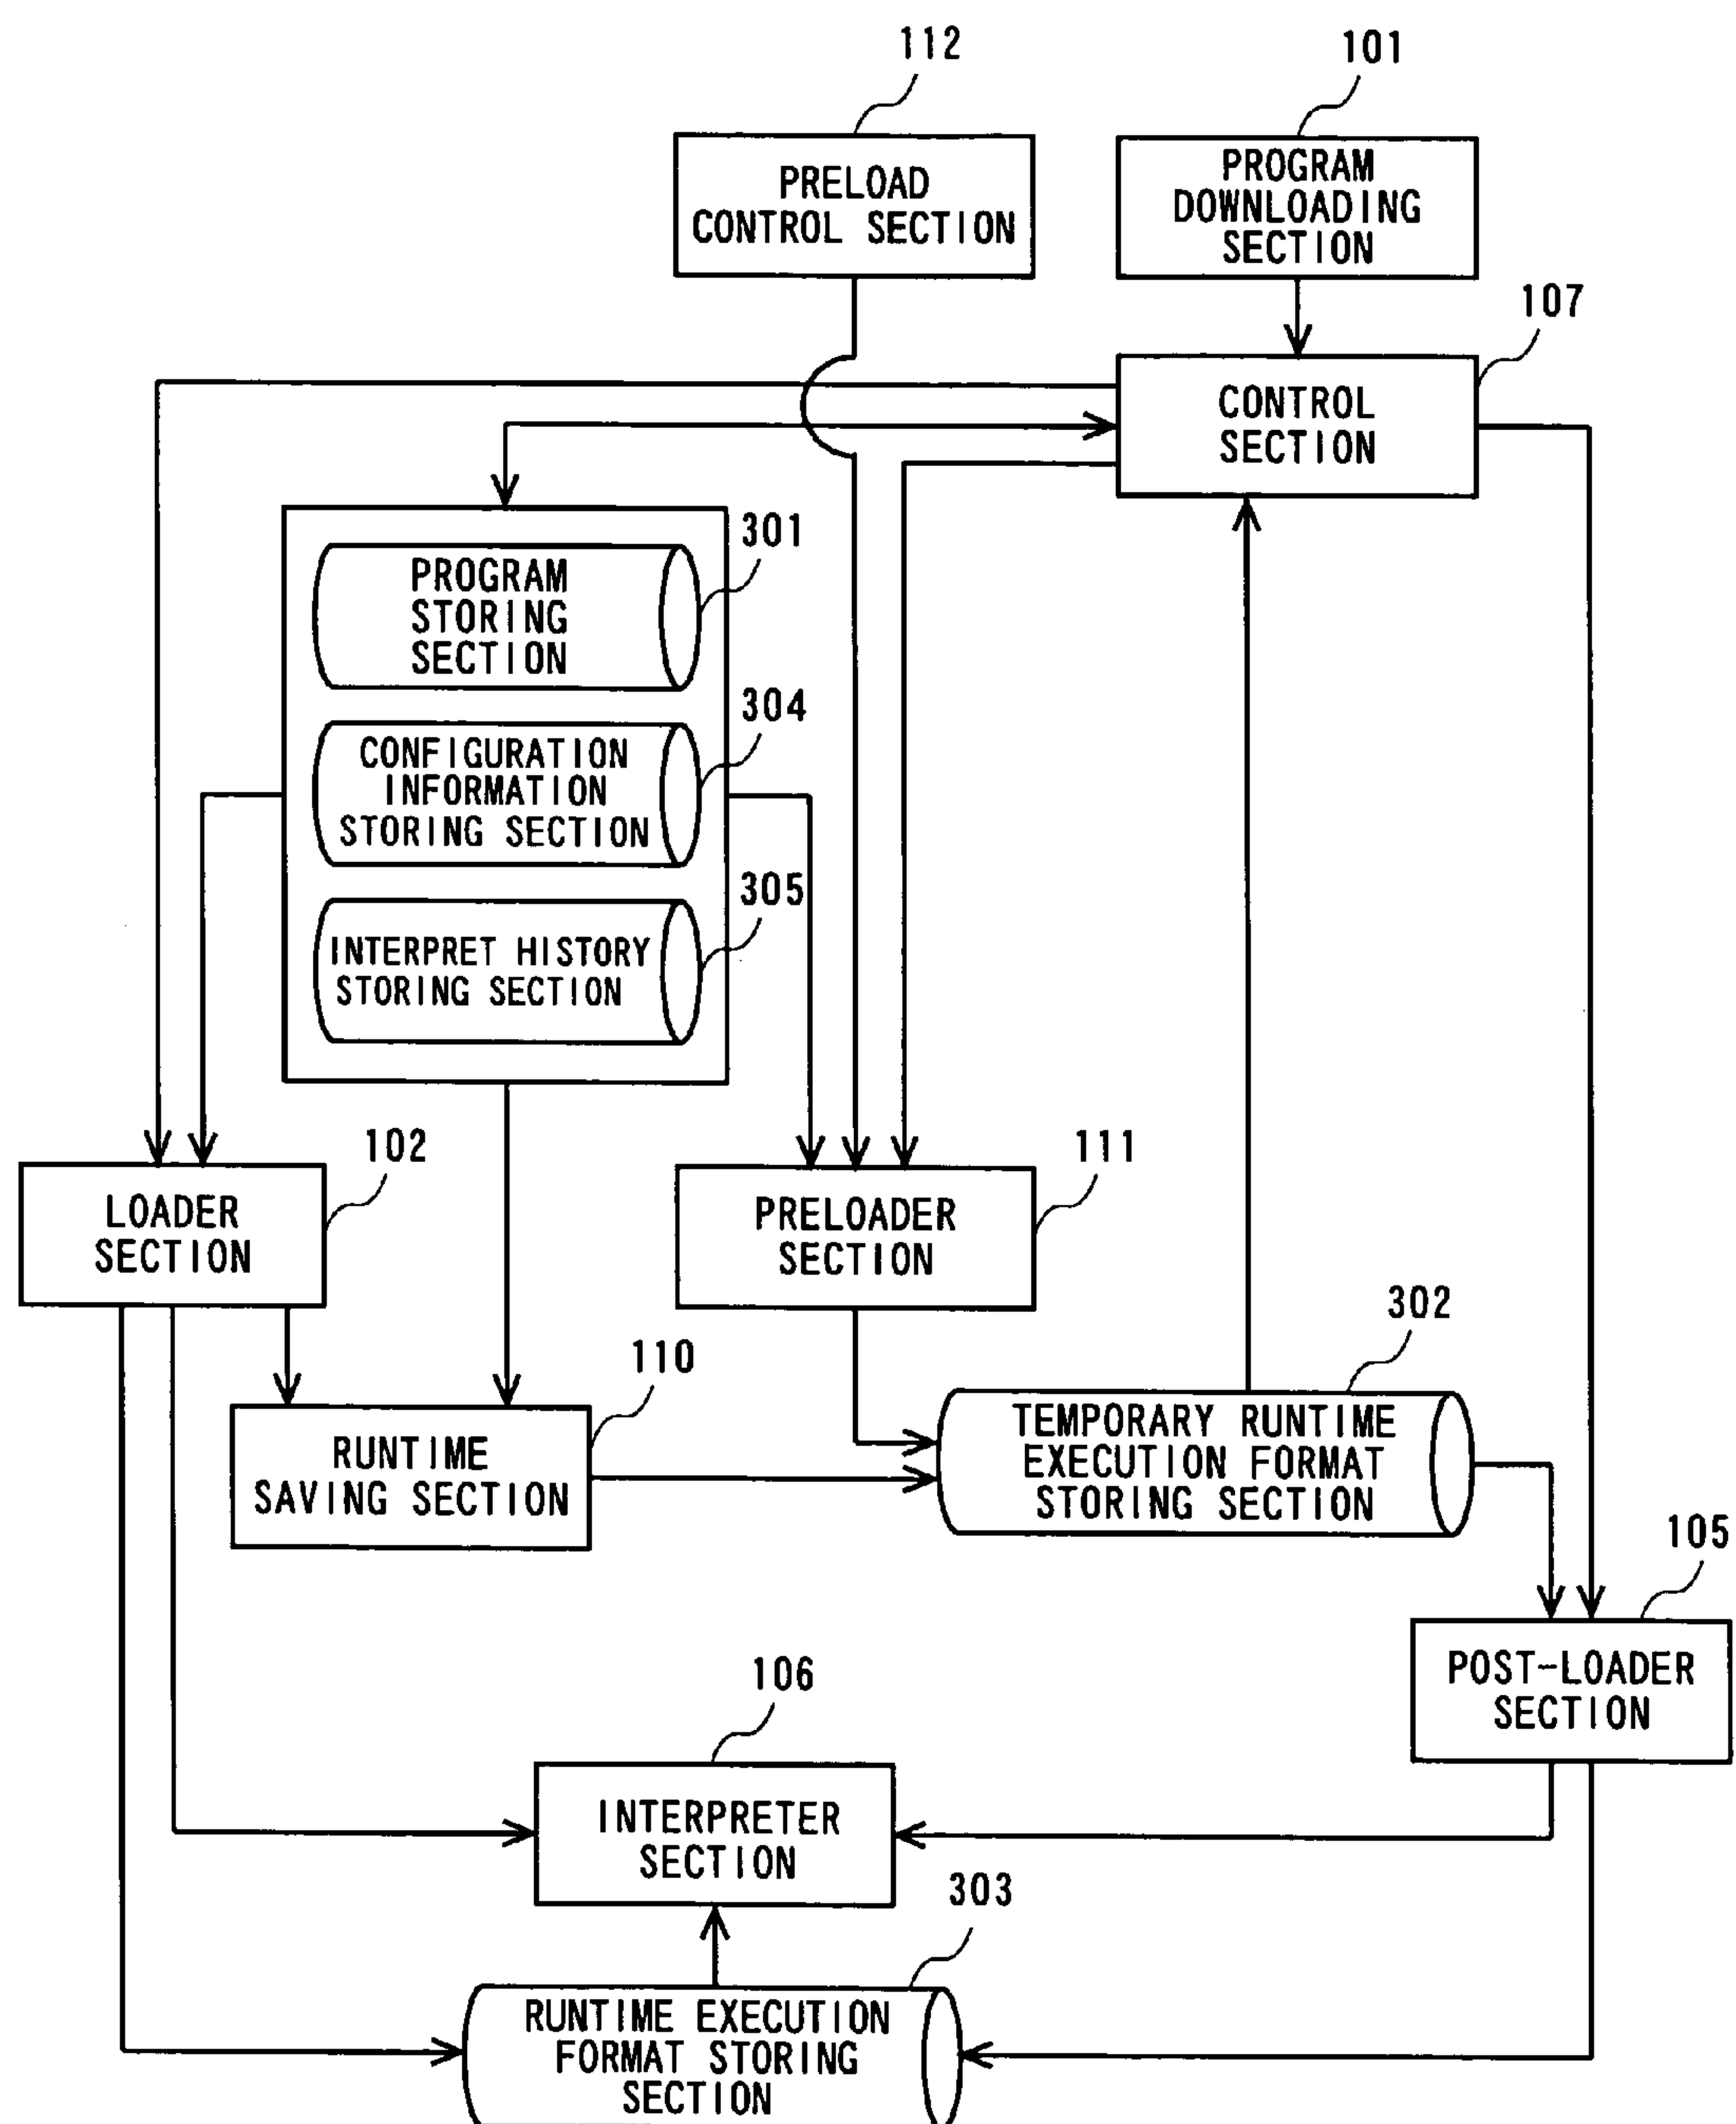 112
101
PRELOAD
CONTROL SECTION
PROGRAM
DOWNLOADING
SECTION
107
CONTROL
SECTION
301
PROGRAM
STORING
SECTION
304
CONFIGURATION
INFORMATION
STORING SECTION
305
INTERPRET HISTORY
STORING SECTION
102
LOADER
SECTION
111
PRELOADER
SECTION
302
110
RUNTIME
SAVING SECTION
TEMPORARY RUNTIME
EXECUTION FORMAT
STORING SECTION
105
POST-LOADER
SECTION
106
INTERPRETER
SECTION
303
RUNTIME EXECUTION
FORMAT STORING
SECTION